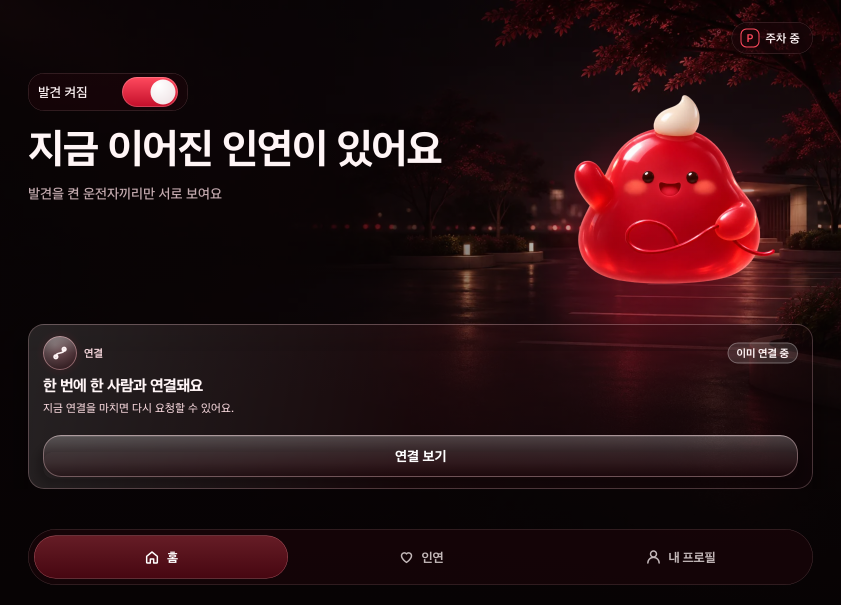 P 주차 중
발견 켜짐
지금 이어진 인연이 있어요
발견을 켠 운전자끼리만 서로 보여요
연결
이미 연결 중
한 번에 한 사람과 연결돼요
지금 연결을 마치면 다시 요청할 수 있어요.
연결 보기
홈
인연
내 프로필